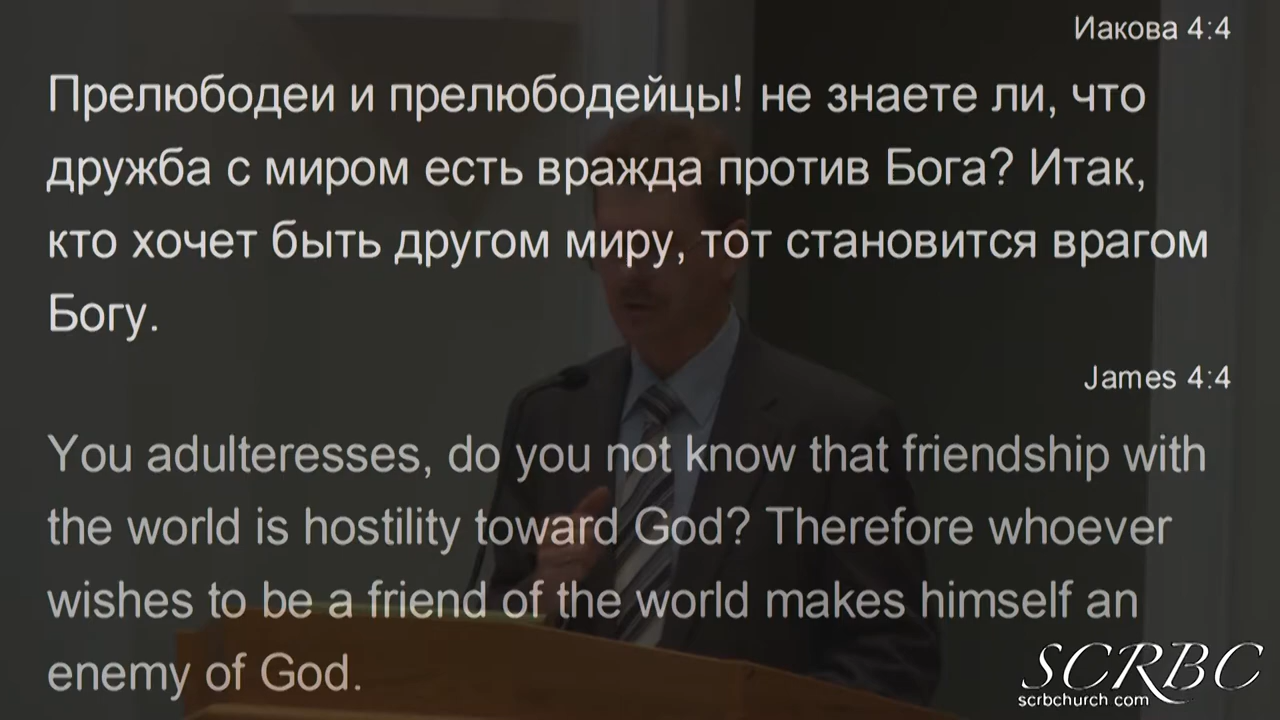 Иакова 4:4
Прелюбодеи и прелюбодейцы! не знаете ли, что
дружба с миром есть вражда против Бога? Итак,
кто хочет быть другом миру, тот становится врагом
Богу.
James 4:4
You adulteresses, do you not know that friendship with
the world is hostility toward God? Therefore whoever
wishes to be a friend of the world makes himself an
enemy of God.
SCRBC
scrbchurch com